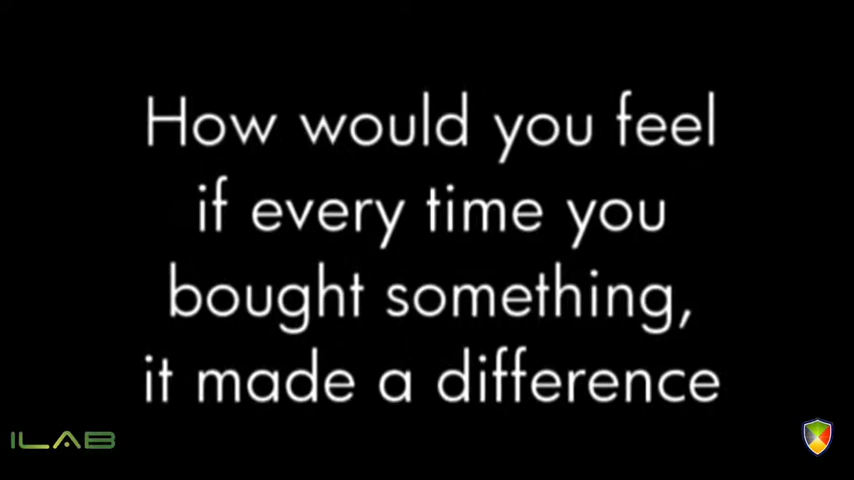 How would you feel
if every time you
bought something,
it made a difference
ILAB